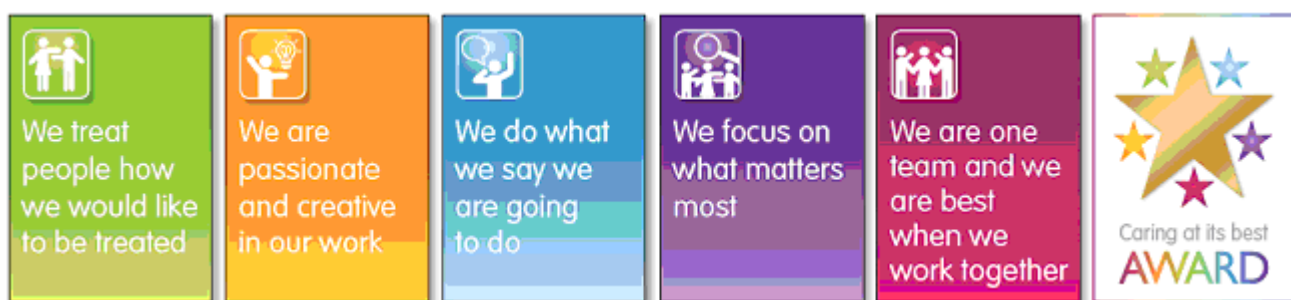 We treat
people how
we would like
to be treated
We are
passionate
and creative
in our work
We do what
we say we
are going
to do
We focus on
what matters
most
We are one
team and we
are best
when we
work together
Caring at its best
AWARD